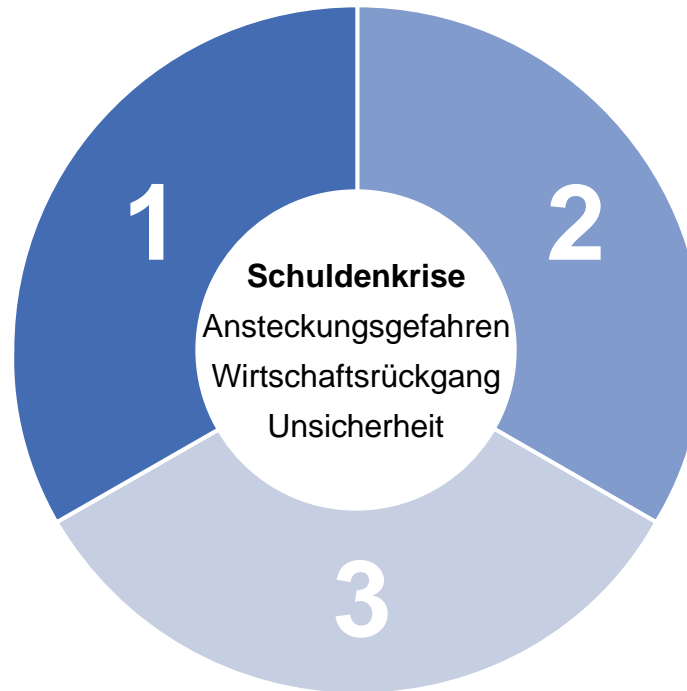 1
2
Schuldenkrise
Ansteckungsgefahren
Wirtschaftsrückgang
Unsicherheit
3